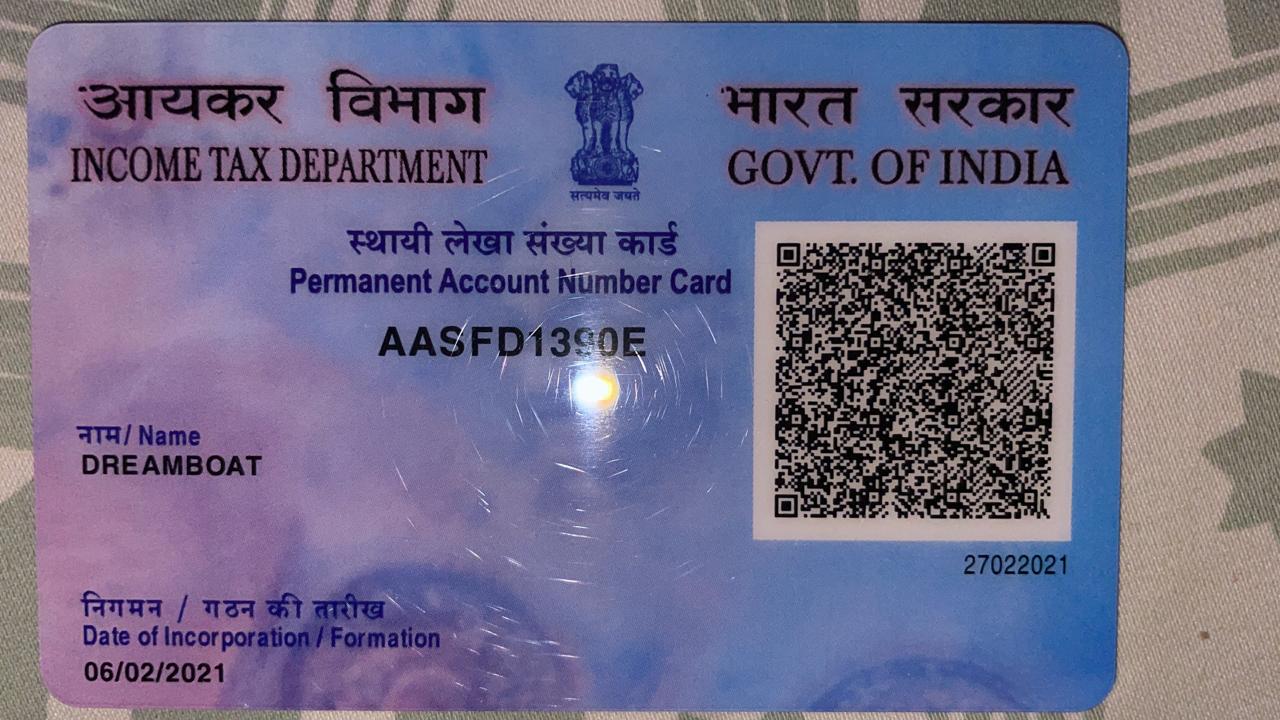 आयकर विभाग
INCOME TAX DEPARTMENT
सत्यमेव जयते
भारत सरकार
GOVT. OF INDIA
स्थायी लेखा संख्या कार्ड
Permanent Account Number Card
AASFD1390E
नाम/ Name
DREAMBOAT
27022021
निगमन / गठन की तारीख
Date of Incorporation / Formation
06/02/2021